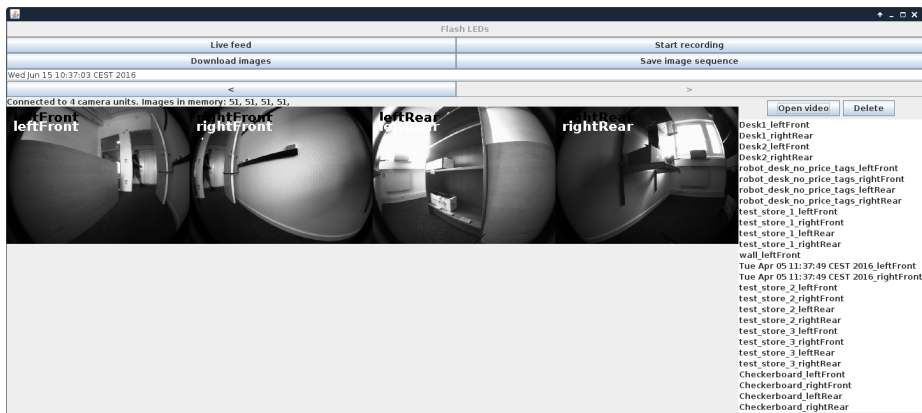 Flash LEDs
Live feed
Start recording
Download images
Save image sequence
Wed Jun 15 10:37:03 CEST 2016
<
>
Connected to 4 camera units. Images in memory: 51, 51, 51, 51,
Open video
Delete
leftFront
leftFront
rightFront
rightFront
leftRear
leftRear
rightRear
rightRear
Desk1_leftFront
Desk1_rightRear
Desk2_leftFront
Desk2_rightRear
robot_desk_no_price_tags_leftFront
robot_desk_no_price_tags_rightFront
robot_desk_no_price_tags_leftRear
robot_desk_no_price_tags_rightRear
test_store_1_leftFront
test_store_1_rightFront
test_store_1_leftRear
test_store_1_rightRear
wall_leftFront
Tue Apr 05 11:37:49 CEST 2016_leftFront
Tue Apr 05 11:37:49 CEST 2016_rightFront
test_store_2_leftFront
test_store_2_rightFront
test_store_2_leftRear
test_store_2_rightRear
test_store_3_leftFront
test_store_3_rightFront
test_store_3_leftRear
test_store_3_rightRear
Checkerboard_leftFront
Checkerboard_rightFront
Checkerboard_leftRear
Checkerboard_rightRear